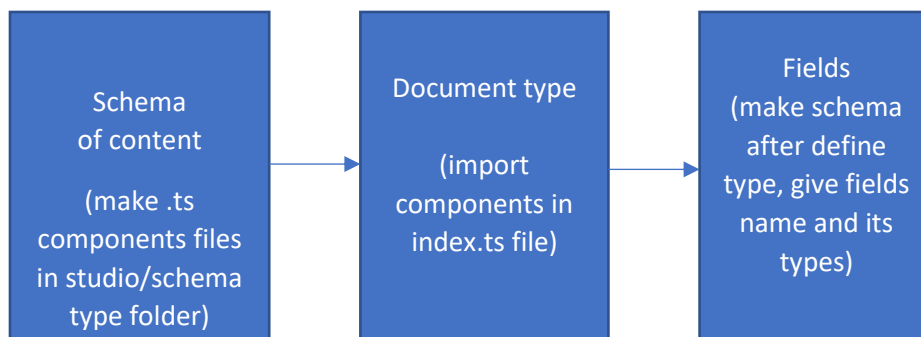 Schema
of content
(make .ts
components files
in studio/schema
type folder)
Document type
(import
components in
index.ts file)
Fields
(make schema
after define
type, give fields
name and its
types)